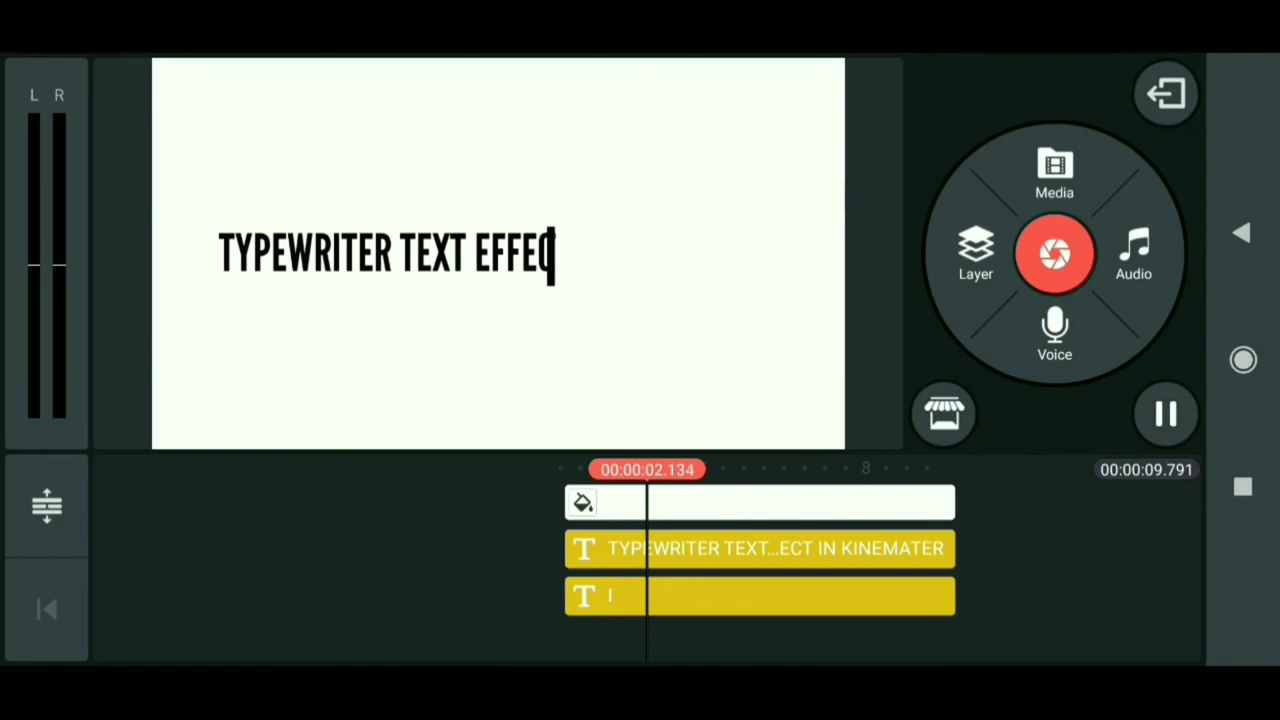 L R
TYPEWRITER TEXT EFFEC
Media
Layer
Audio
Voice
00:00:02.134
8
00:00:09.791
T TYPEWRITER TEXT...ECT IN KINEMATER
T I